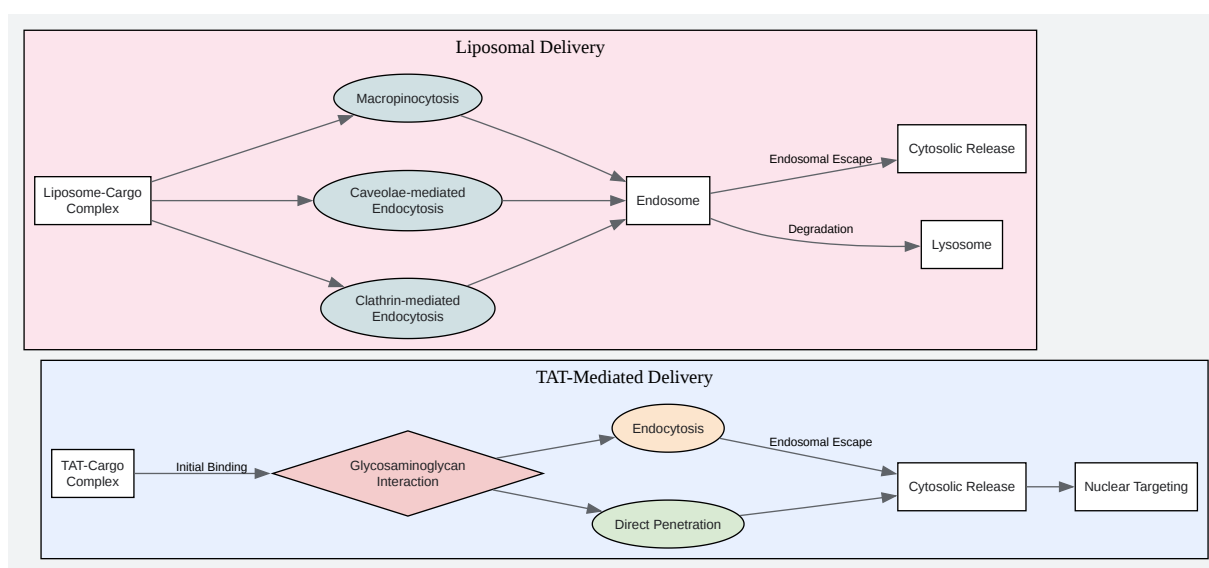 Liposomal Delivery
Macropinocytosis
Liposome-Cargo
Complex
Caveolae-mediated
Endocytosis
Clathrin-mediated
Endocytosis
Endosome
Endosomal Escape
Degradation
Cytosolic Release
Lysosome
TAT-Mediated Delivery
TAT-Cargo
Complex
Initial Binding
Glycosaminoglycan
Interaction
Endocytosis
Direct Penetration
Endosomal Escape
Cytosolic Release
Nuclear Targeting